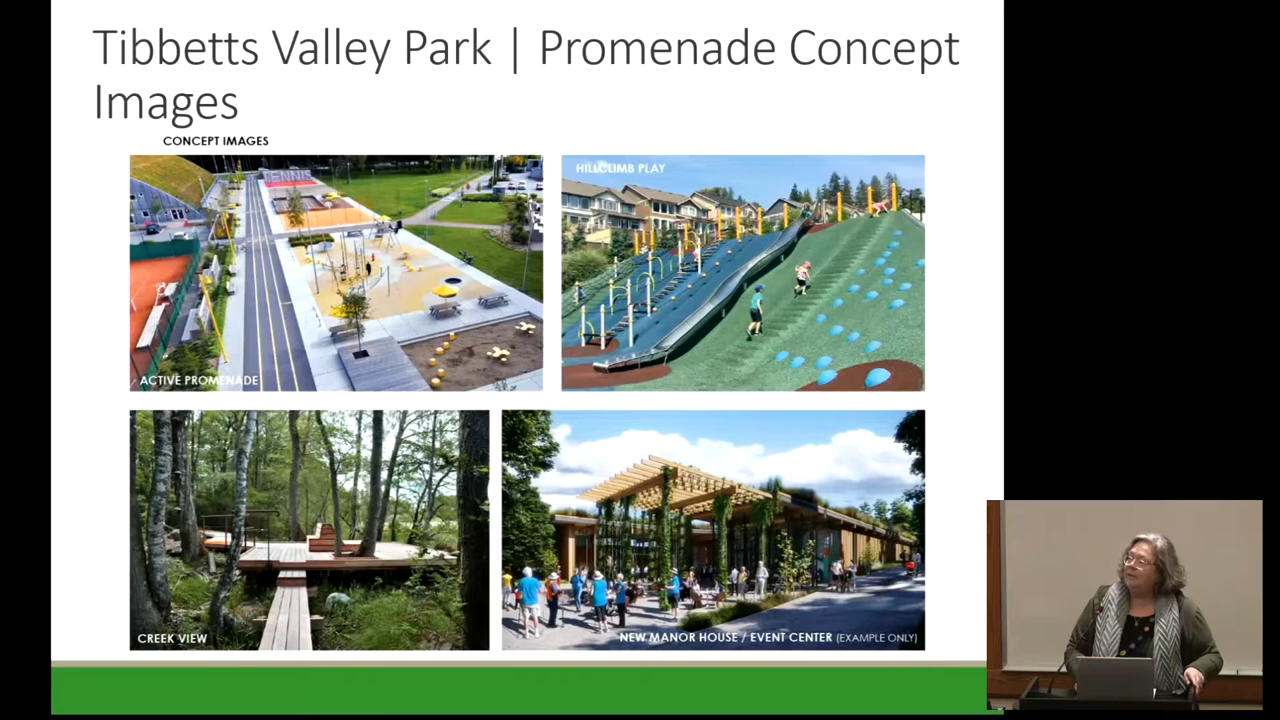 Tibbetts Valley Park | Promenade Concept
Images
CONCEPT IMAGES
TENNIS
ACTIVE PROMENADE
HILLCLIMB PLAY
CREEK VIEW
NEW MANOR HOUSE / EVENT CENTER (EXAMPLE ONLY)